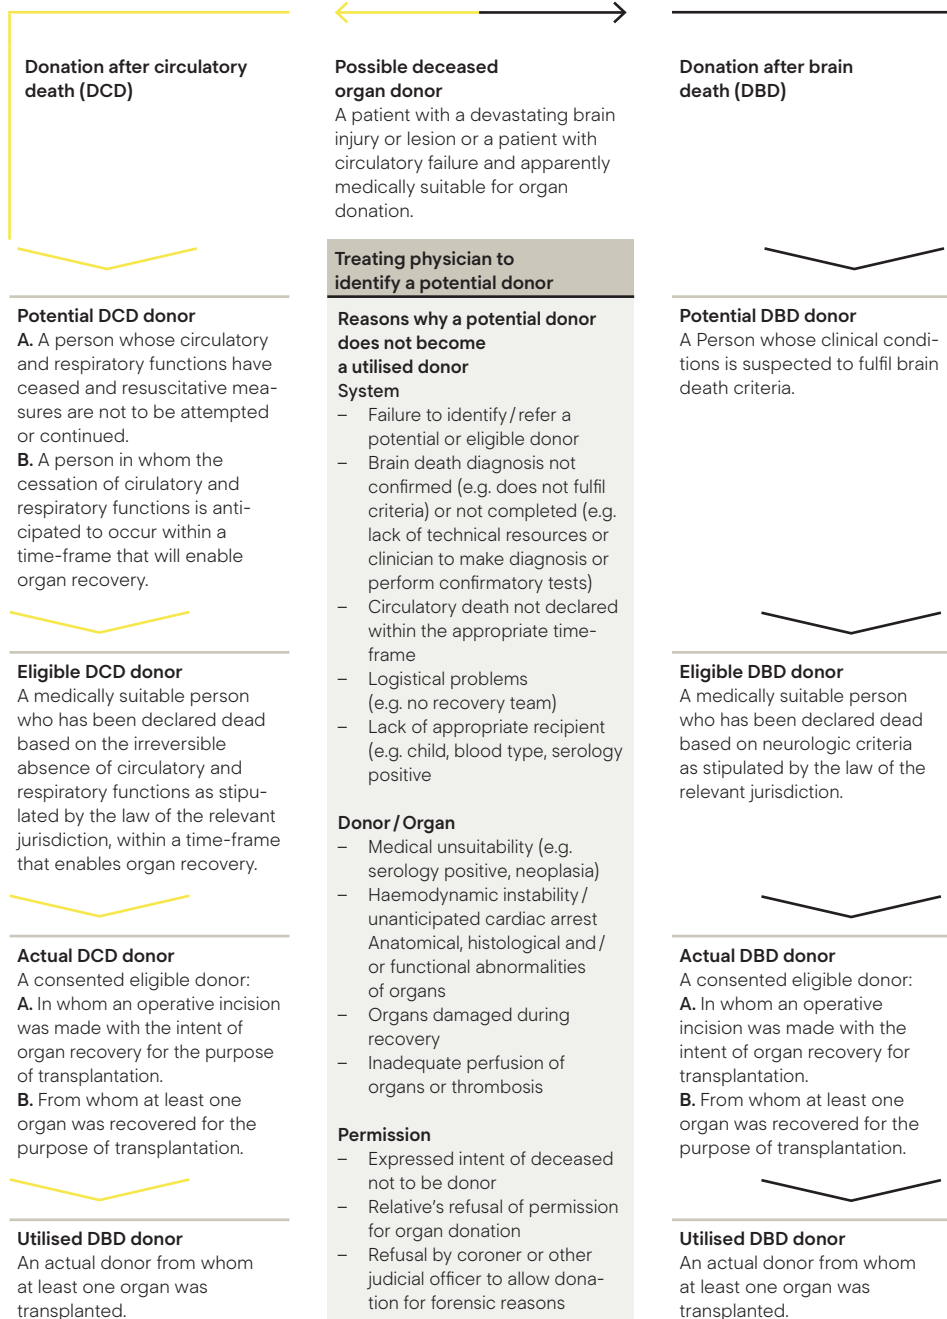 Donation after circulatory
death (DCD)
Possible deceased
organ donor
A patient with a devastating brain
injury or lesion or a patient with
circulatory failure and apparently
medically suitable for organ
donation.
Donation after brain
death (DBD)
Potential DCD donor
A. A person whose circulatory
and respiratory functions have
ceased and resuscitative mea-
sures are not to be attempted
or continued.
B. A person in whom the
cessation of cirulatory and
respiratory functions is anti-
cipated to occur within a
time-frame that will enable
organ recovery.
Eligible DCD donor
A medically suitable person
who has been declared dead
based on the irreversible
absence of circulatory and
respiratory functions as stipu-
lated by the law of the relevant
jurisdiction, within a time-frame
that enables organ recovery.
Actual DCD donor
A consented eligible donor:
A. In whom an operative incision
was made with the intent of
organ recovery for the purpose
of transplantation.
B. From whom at least one
organ was recovered for the
purpose of transplantation.
Utilised DBD donor
An actual donor from whom
at least one organ was
transplanted.
Treating physician to
identify a potential donor
Reasons why a potential donor
does not become
a utilised donor
System
– Failure to identify / refer a
potential or eligible donor
– Brain death diagnosis not
confirmed (e.g. does not fulfil
criteria) or not completed (e.g.
lack of technical resources or
clinician to make diagnosis or
perform confirmatory tests)
– Circulatory death not declared
within the appropriate time-
frame
– Logistical problems
(e.g. no recovery team)
– Lack of appropriate recipient
(e.g. child, blood type, serology
positive
Donor / Organ
– Medical unsuitability (e.g.
serology positive, neoplasia)
– Haemodynamic instability /
unanticipated cardiac arrest
Anatomical, histological and /
or functional abnormalities
of organs
– Organs damaged during
recovery
– Inadequate perfusion of
organs or thrombosis
Permission
– Expressed intent of deceased
not to be donor
– Relative's refusal of permission
for organ donation
– Refusal by coroner or other
judicial officer to allow dona-
tion for forensic reasons
Potential DBD donor
A Person whose clinical condi-
tions is suspected to fulfil brain
death criteria.
Eligible DBD donor
A medically suitable person
who has been declared dead
based on neurologic criteria
as stipulated by the law of the
relevant jurisdiction.
Actual DBD donor
A consented eligible donor:
A. In whom an operative
incision was made with the
intent of organ recovery for
transplantation.
B. From whom at least one
organ was recovered for the
purpose of transplantation.
Utilised DBD donor
An actual donor from whom
at least one organ was
transplanted.